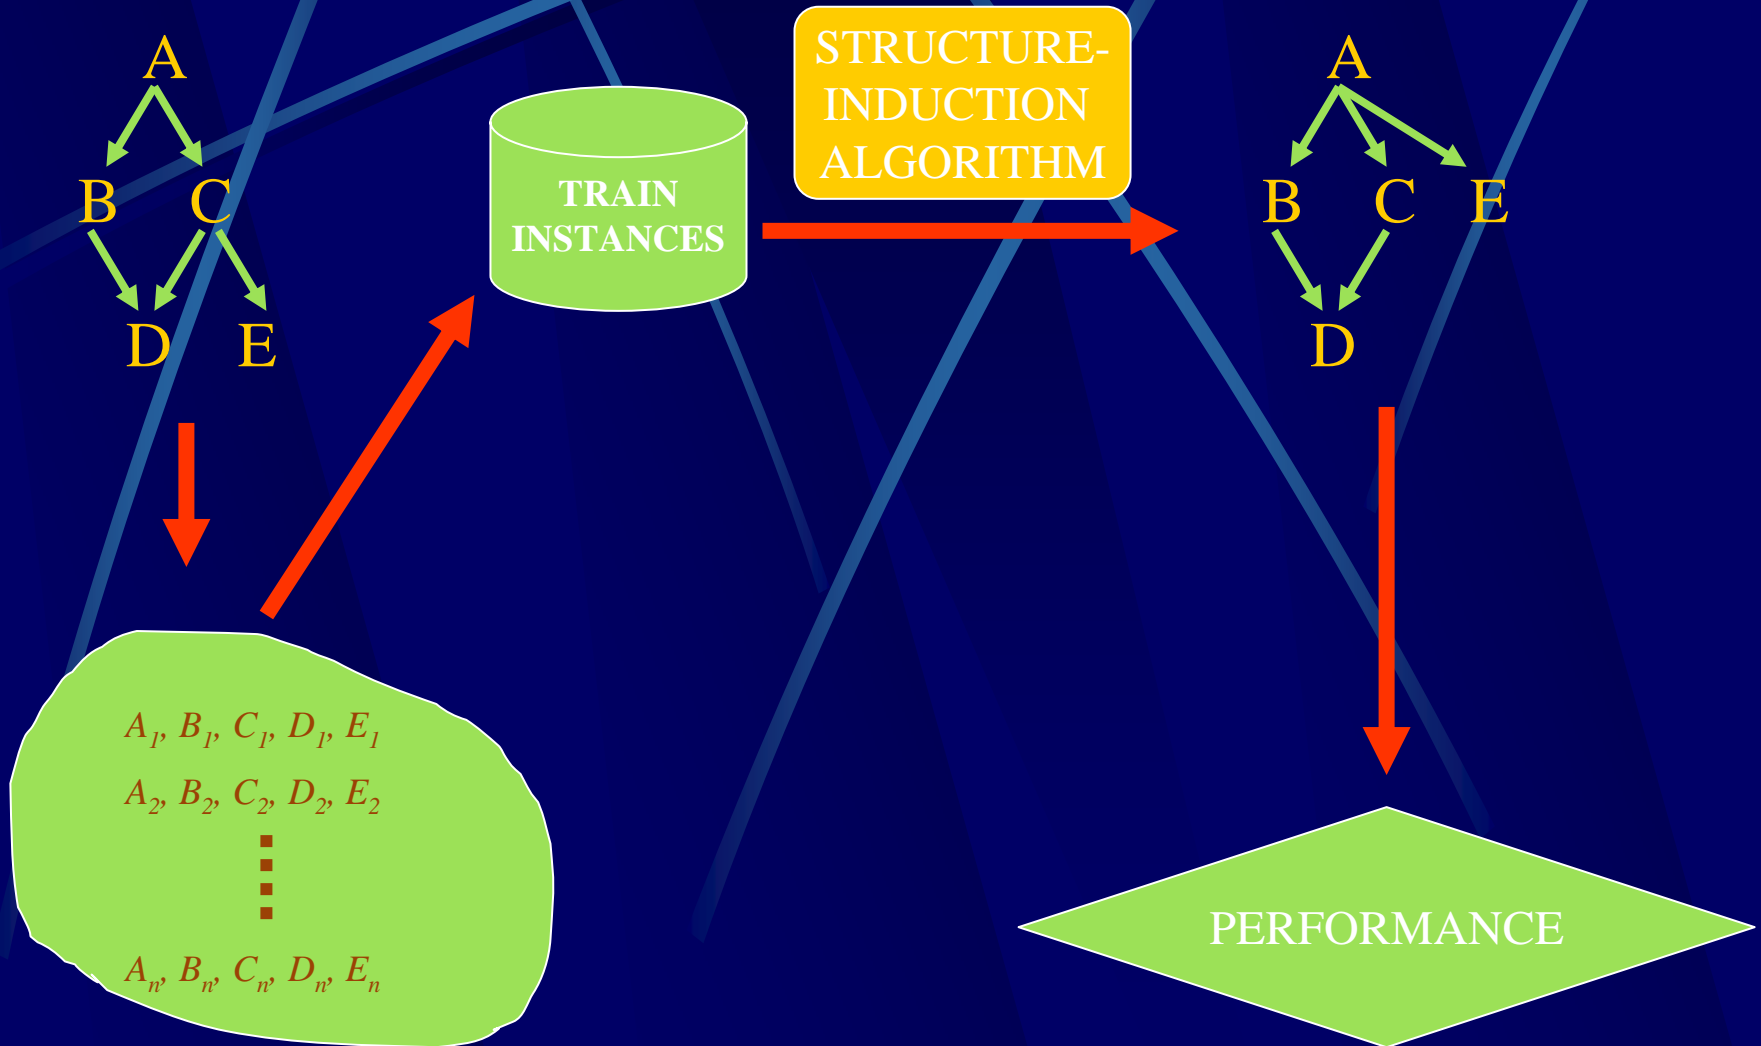 A
B C
D E
TRAIN
INSTANCES
STRUCTURE-
INDUCTION
ALGORITHM
A
B C E
D
A1, B1, C1, D1, E1
A2, B2, C2, D2, E2
An, Bn, Cn, Dn, En
PERFORMANCE